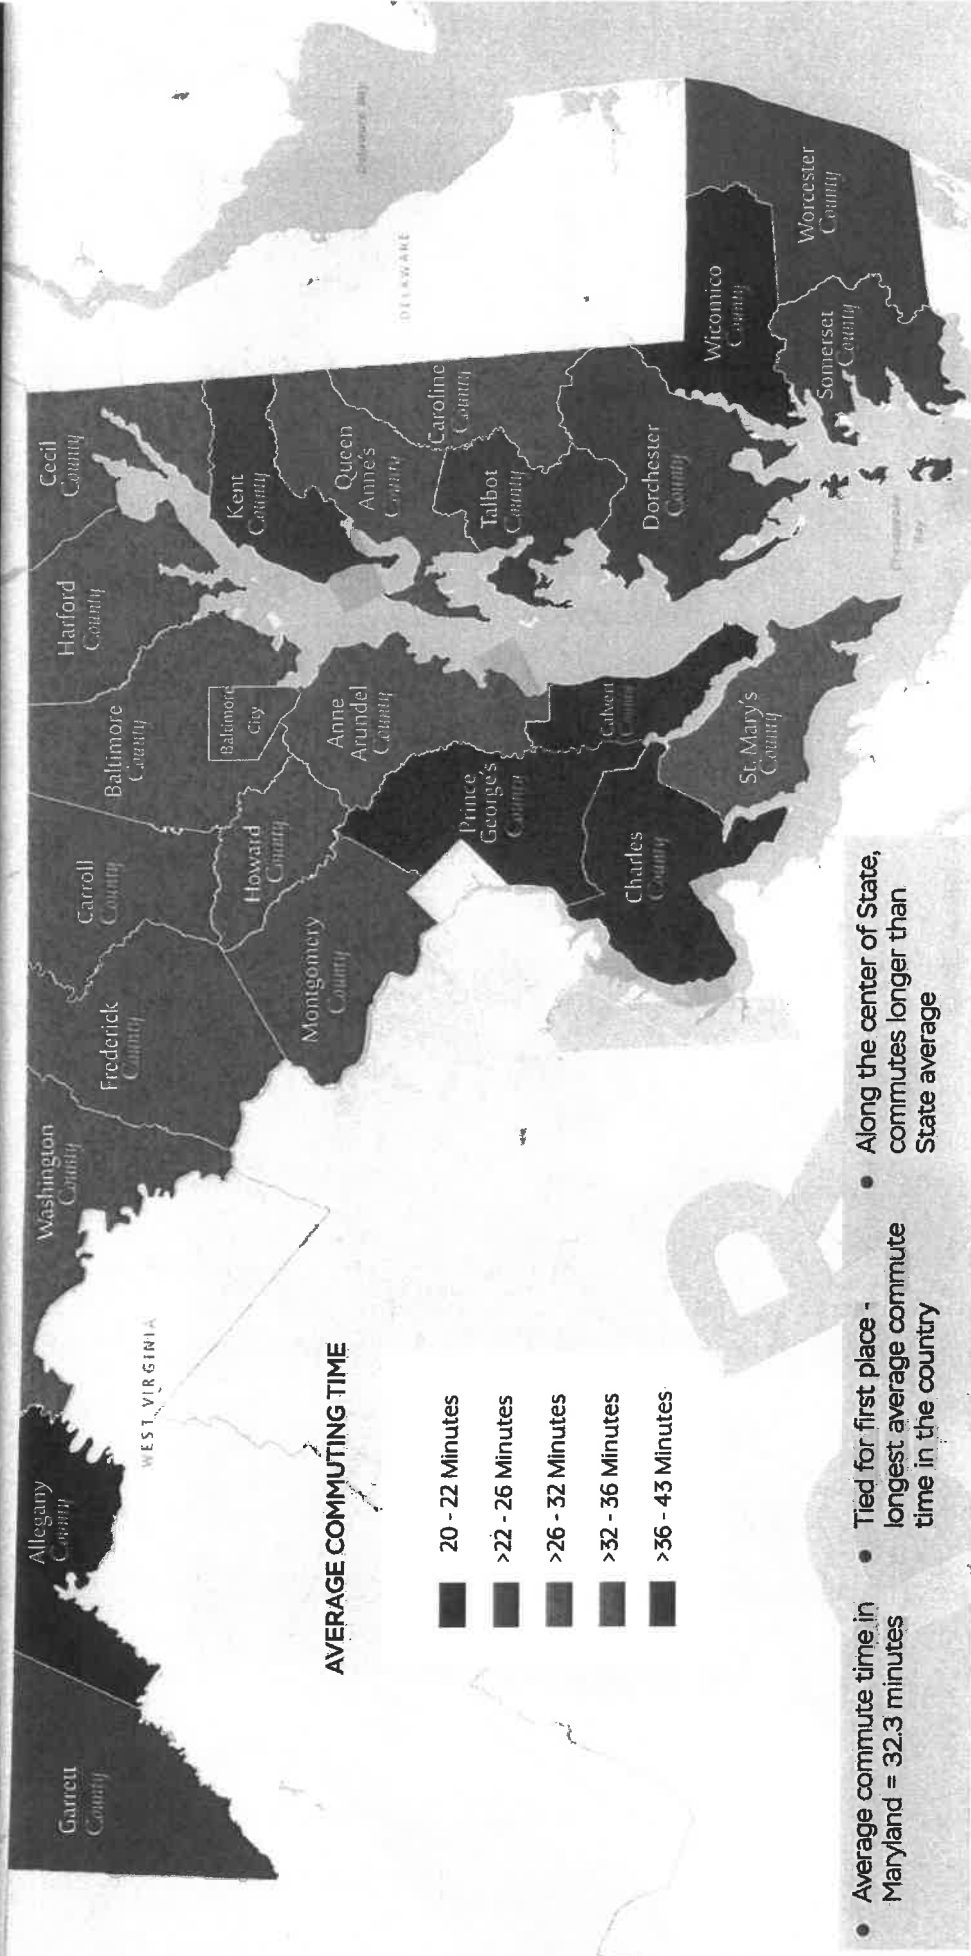 Garrett
County
Allegany
County
Washington
County
Frederick
County
Carroll
County
Baltimore
County
Harford
County
Cecil
County
Baltimore
City
Howard
County
Montgomery
County
Anne
Arundel
County
Kent
County
Queen
Anne's
County
Caroline
County
Talbot
County
Prince
George's
County
Calvert
County
Charles
County
St. Mary's
County
Dorchester
County
Wicomico
County
Somerset
County
Worcester
County
WEST VIRGINIA
DELAWARE
AVERAGE COMMUTING TIME
20 - 22 Minutes
>22 - 26 Minutes
>26 - 32 Minutes
>32 - 36 Minutes
>36 - 43 Minutes
• Average commute time in
Maryland = 32.3 minutes
• Tied for first place -
longest average commute
time in the country
• Along the center of State,
commutes longer than
State average